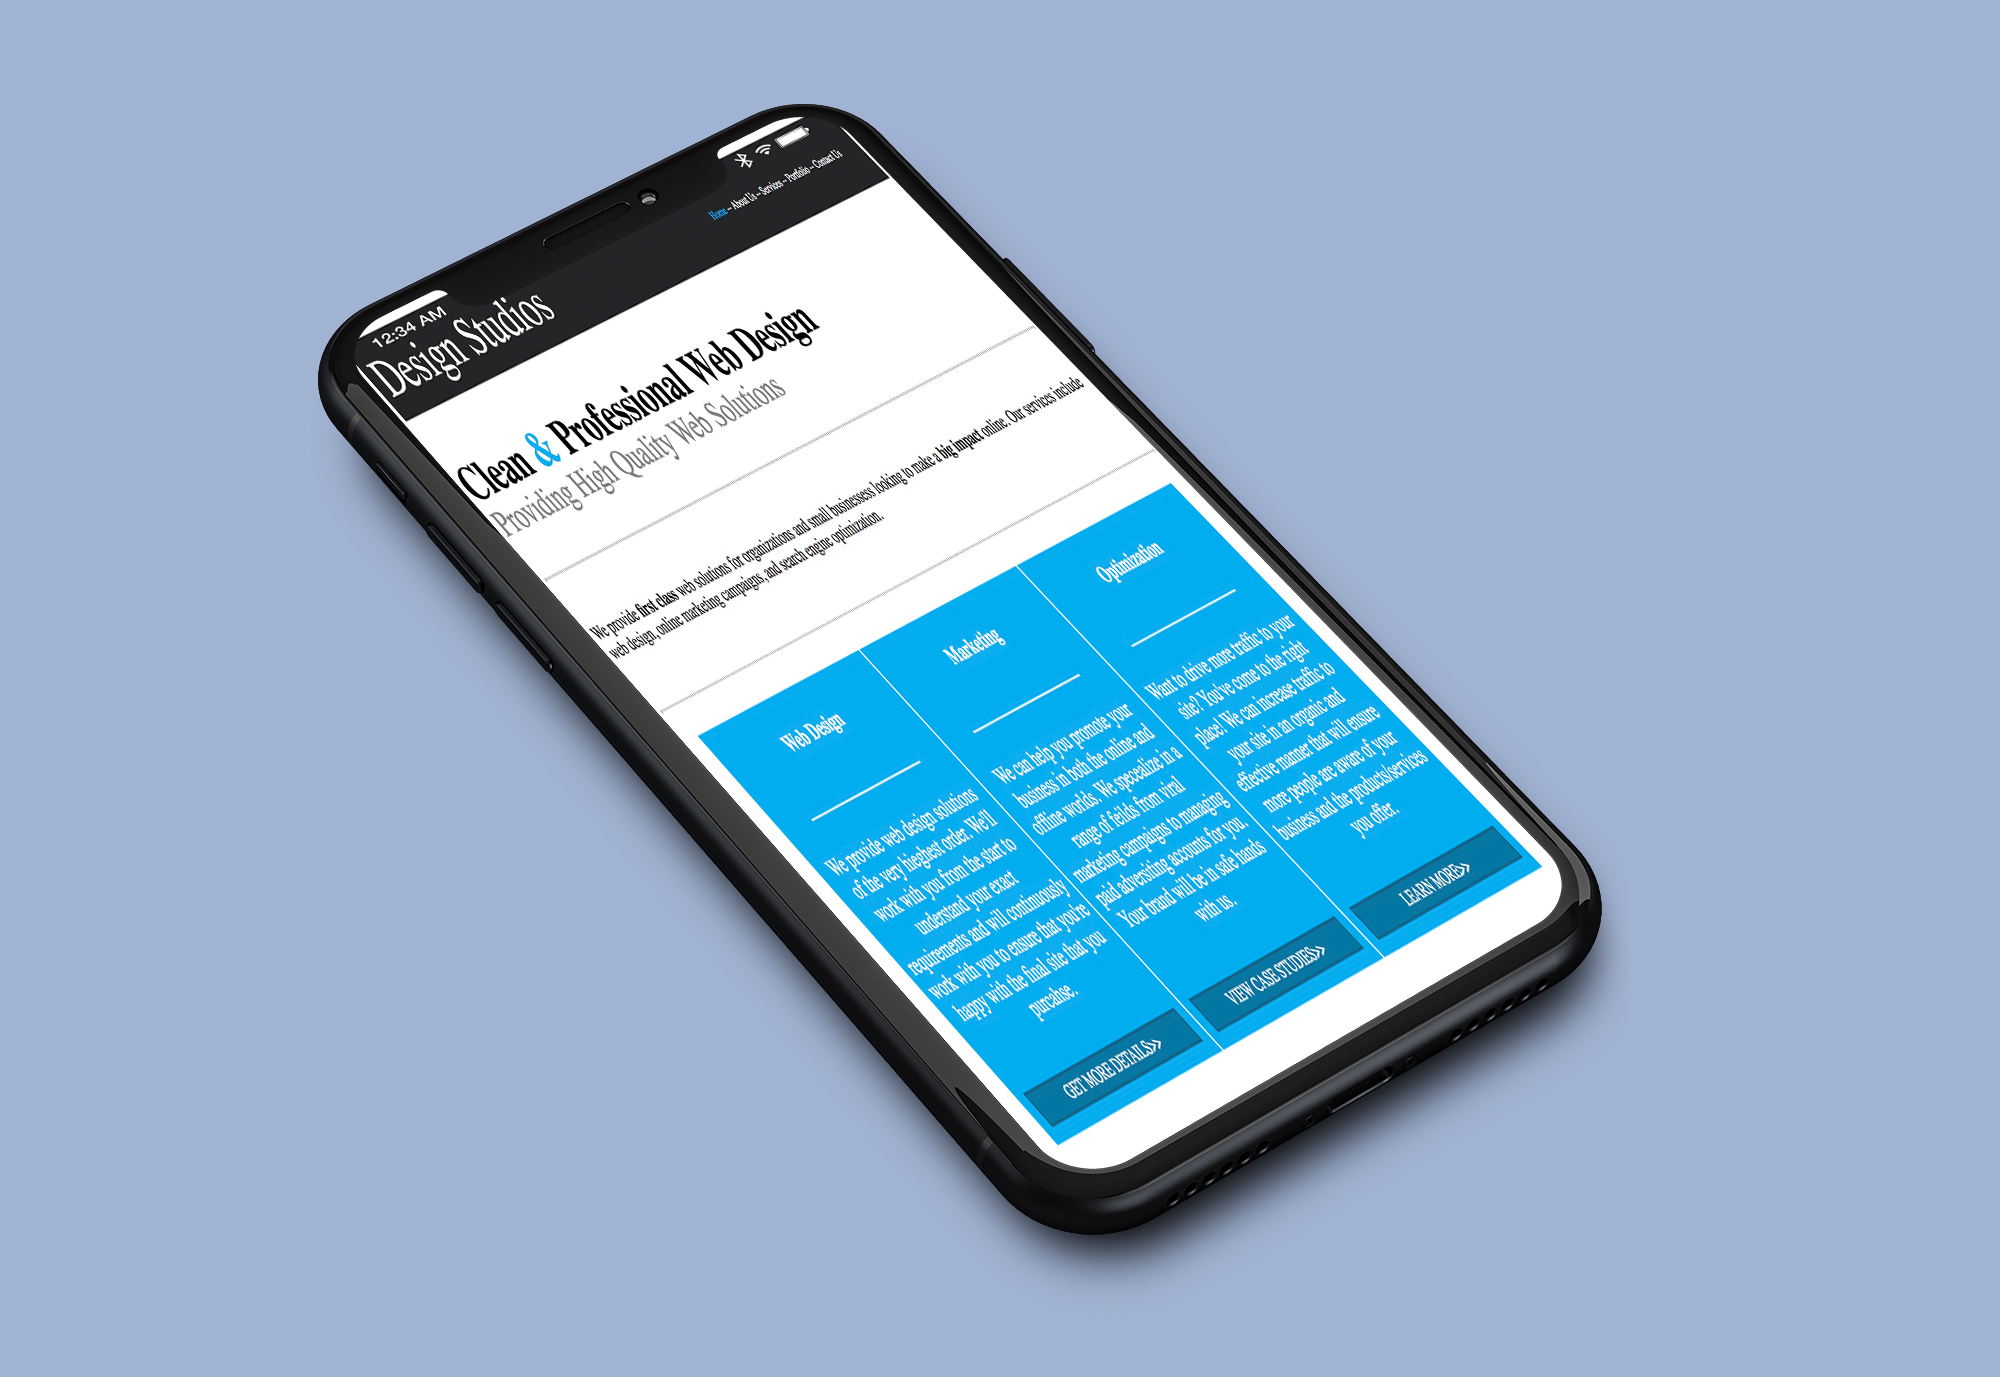 12:34 AM
Design Studios
Home – About Us – Services – Portfolio – Contact Us
Clean & Professional Web Design
Providing High Quality Web Solutions
We provide first class web solutions for organizations and small businessess looking to make a big impact online. Our services include
web design, online marketing campaigns, and search engine optimization.
Web Design
We provide web design solutions
of the very hieghest order. We'll
work with you from the start to
understand your exact
requirements and will continuously
work with you to ensure that you're
happy with the final site that you
purcahse.
GET MORE DETAILS»
Marketing
We can help you promote your
business in both the online and
offline worlds. We specealize in a
range of feilds from viral
marketing campaigns to managing
paid adversiting accounts for you.
Your brand will be in safe hands
with us.
VIEW CASE STUDIES»
Optimization
Want to drive more traffic to your
site? You've come to the right
place! We can increase traffic to
your site in an organic and
effective manner that will ensure
more people are aware of your
business and the products/services
you offer.
LEARN MORE»